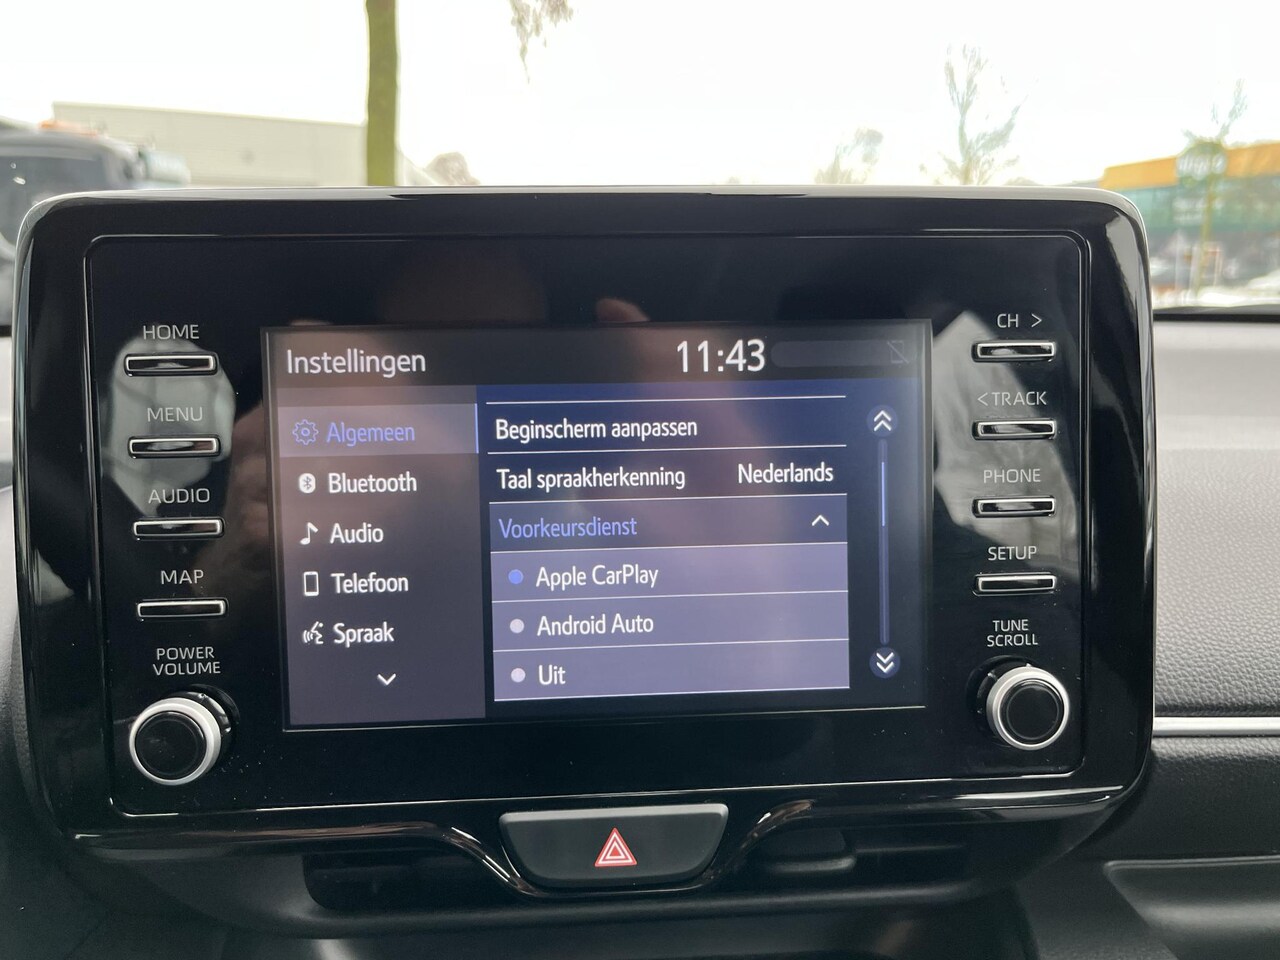 HOME
MENU
AUDIO
MAP
POWER
VOLUME
Instellingen
11:43
Algemeen
Bluetooth
Audio
Telefoon
Spraak
Beginscherm aanpassen
Taal spraakherkenning Nederlands
Voorkeursdienst
Apple CarPlay
Android Auto
Uit
CH >
< TRACK
PHONE
SETUP
TUNE
SCROLL